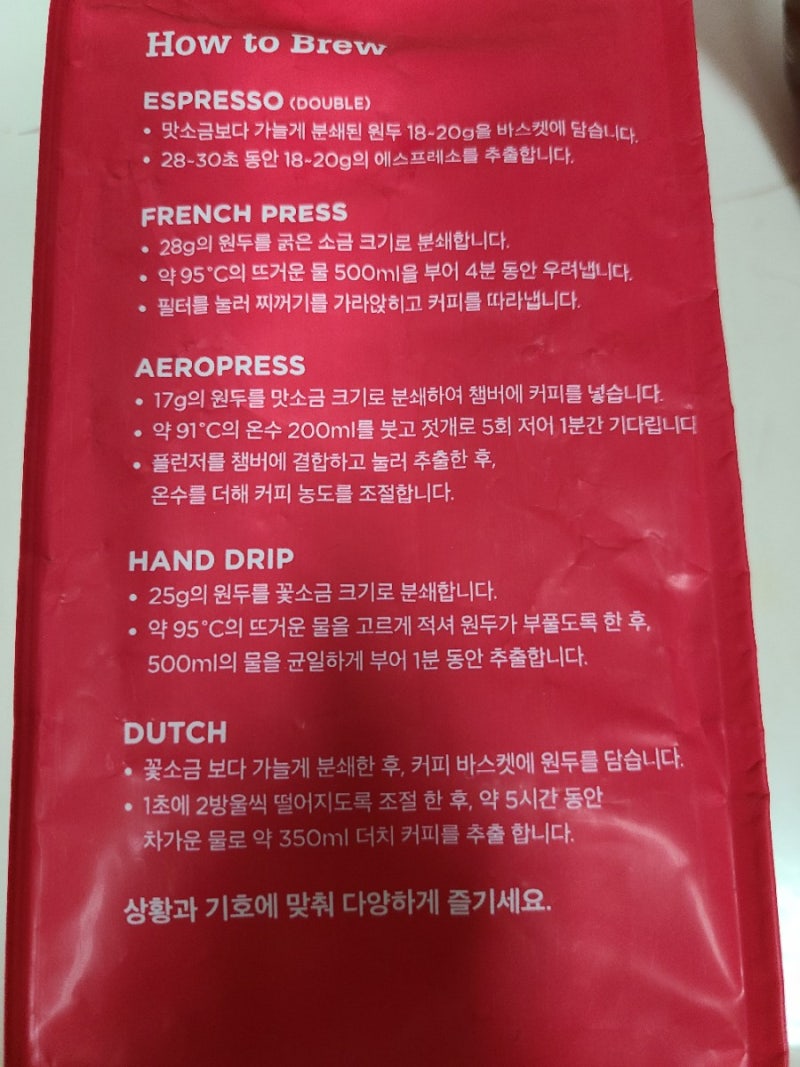 How to Brew
ESPRESSO (DOUBLE)
• 맛소금보다 가늘게 분쇄된 원두 18~20g을 바스켓에 담습니다.
• 28~30초 동안 18~20g의 에스프레소를 추출합니다.
FRENCH PRESS
• 28g의 원두를 굵은 소금 크기로 분쇄합니다.
• 약 95°C의 뜨거운 물 500ml을 부어 4분 동안 우려냅니다.
• 필터를 눌러 찌꺼기를 가라앉히고 커피를 따라냅니다.
AEROPRESS
• 17g의 원두를 맛소금 크기로 분쇄하여 챔버에 커피를 넣습니다.
• 약 91°C의 온수 200ml를 붓고 젓개로 5회 저어 1분간 기다립니다
• 플런저를 챔버에 결합하고 눌러 추출한 후,
온수를 더해 커피 농도를 조절합니다.
HAND DRIP
• 25g의 원두를 꽃소금 크기로 분쇄합니다.
• 약 95°C의 뜨거운 물을 고르게 적셔 원두가 부풀도록 한 후,
500ml의 물을 균일하게 부어 1분 동안 추출합니다.
DUTCH
• 꽃소금 보다 가늘게 분쇄한 후, 커피 바스켓에 원두를 담습니다.
• 1초에 2방울씩 떨어지도록 조절 한 후, 약 5시간 동안
차가운 물로 약 350ml 더치 커피를 추출 합니다.
상황과 기호에 맞춰 다양하게 즐기세요.